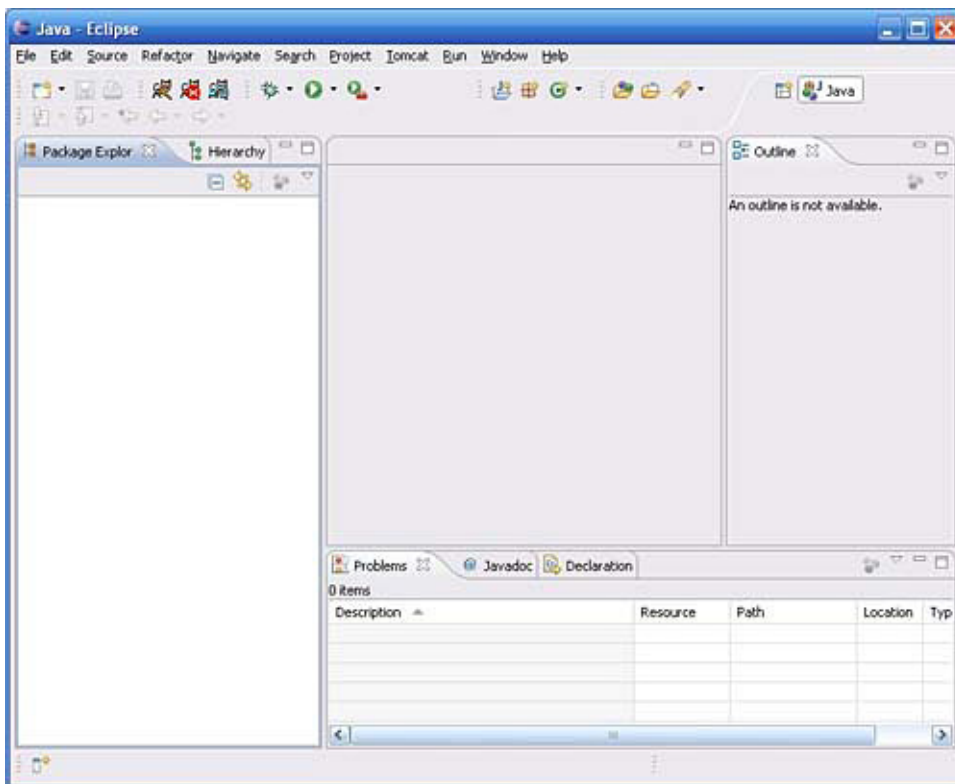 Java - Eclipse
File Edit Source Refactor Navigate Search Project Tomcat Run Window Help
Java
Package Explor Hierarchy
Outline
An outline is not available.
Problems Javadoc Declaration
0 items
Description Resource Path Location Typ